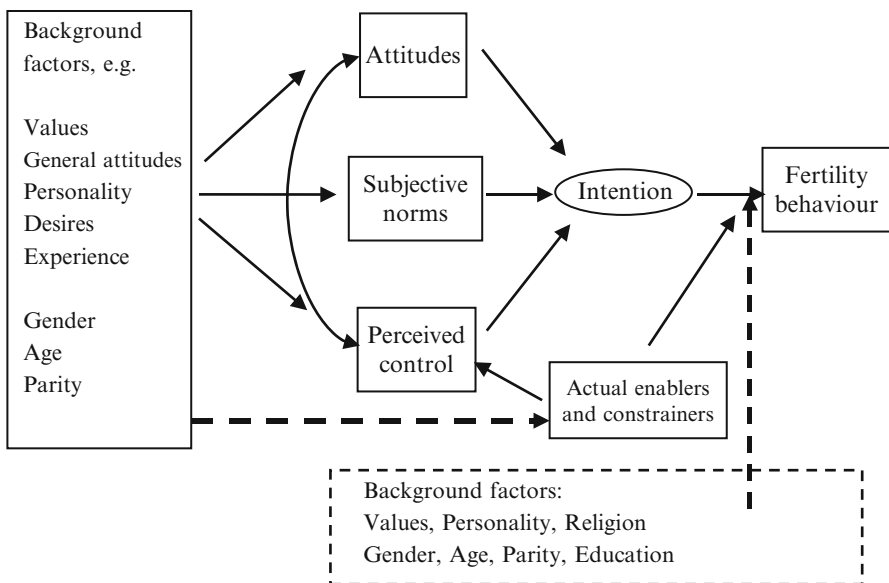 Background
factors, e.g.
Values
General attitudes
Personality
Desires
Experience
Gender
Age
Parity
Attitudes
Subjective
norms
Perceived
control
Intention
Fertility
behaviour
Actual enablers
and constrainers
Background factors:
Values, Personality, Religion
Gender, Age, Parity, Education